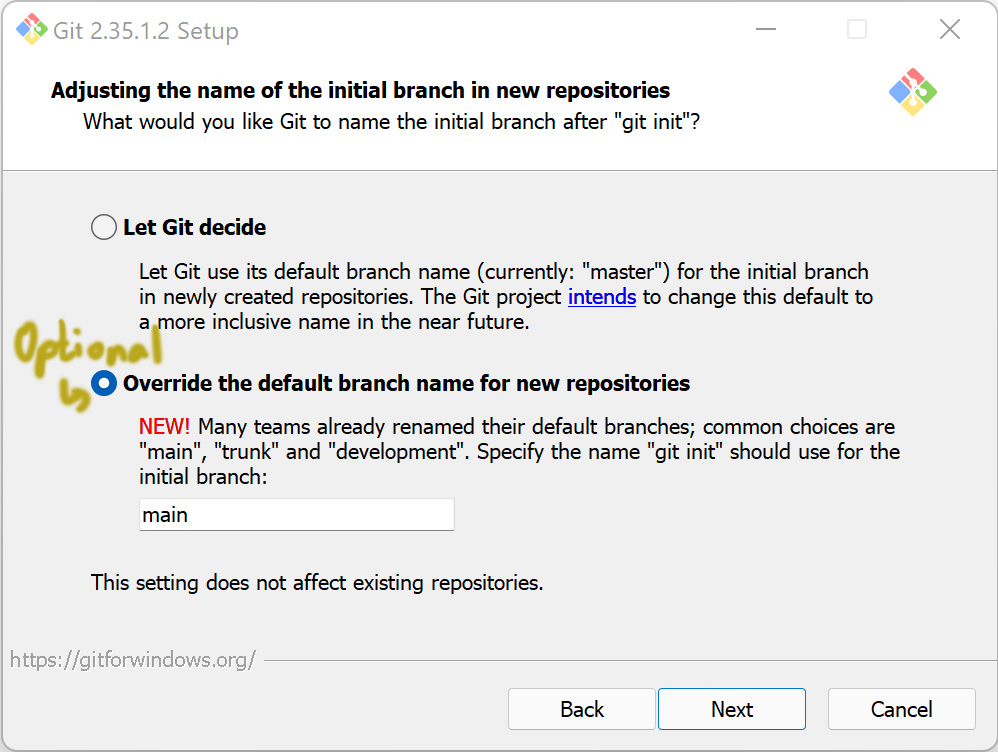 Git 2.35.1.2 Setup
Adjusting the name of the initial branch in new repositories
What would you like Git to name the initial branch after "git init"?
Let Git decide
Let Git use its default branch name (currently: "master") for the initial branch
in newly created repositories. The Git project intends to change this default to
a more inclusive name in the near future.
Optional
Override the default branch name for new repositories
NEW! Many teams already renamed their default branches; common choices are
"main", "trunk" and "development". Specify the name "git init" should use for the
initial branch:
main
This setting does not affect existing repositories.
https://gitforwindows.org/
Back Next Cancel